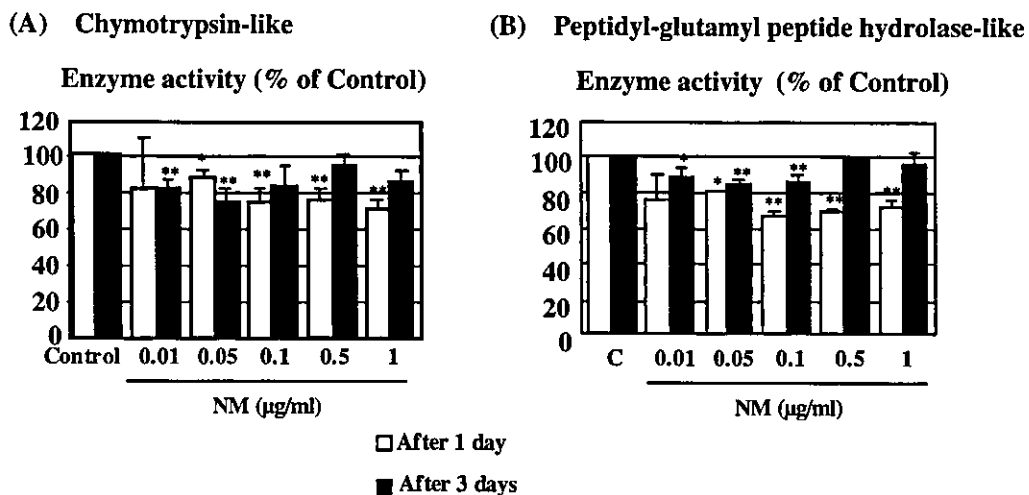 (A) Chymotrypsin-like
Enzyme activity (% of Control)
120
100
80
60
40
20
0
** * ** ** ** **
Control 0.01 0.05 0.1 0.5 1
NM (µg/ml)
(B) Peptidyl-glutamyl peptide hydrolase-like
Enzyme activity (% of Control)
120
100
80
60
40
20
0
* * ** ** ** ** **
C 0.01 0.05 0.1 0.5 1
NM (µg/ml)
After 1 day
After 3 days